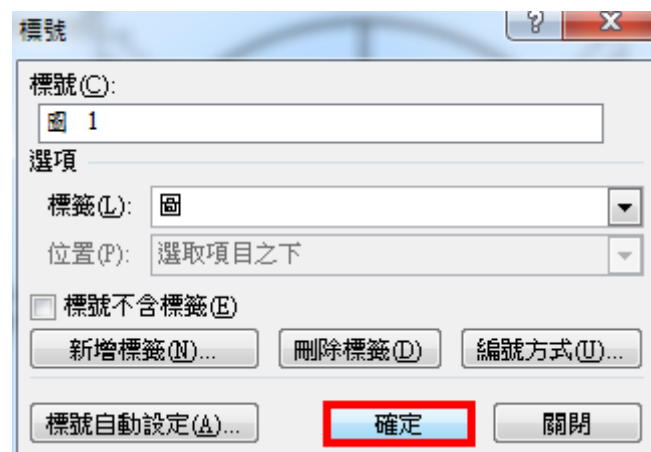 標號
標號(C):
圖 1
選項
標籤(L): 圖
位置(P): 選取項目之下
標號不含標籤(E)
新增標籤(N)... 刪除標籤(D) 編號方式(U)...
標號自動設定(A)... 確定 關閉